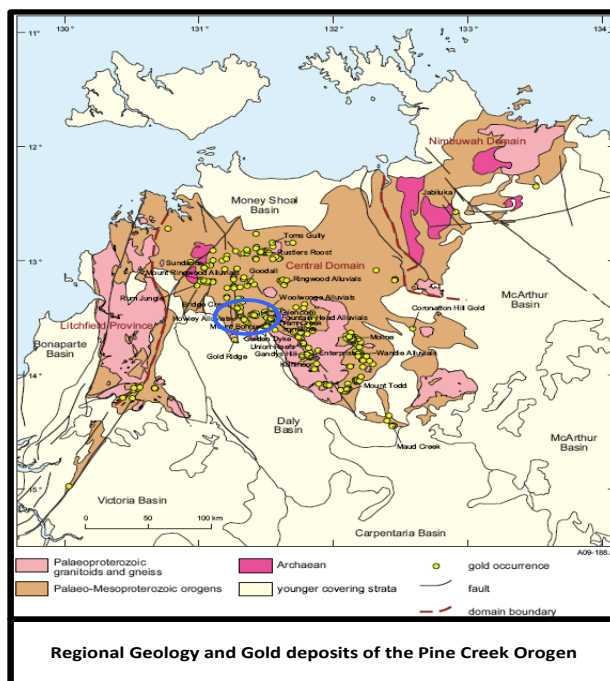 130 °
131 °
132 °
133 °
134 °
11°
12°
13°
14°
15°
Nimbuwah Domain
Jabiluka
Money Shoal
Basin
Toms Gully
Rustlers Roost
Sundance
Central Domain
Mount Ringwood Alluvials
Goodall
Ringwood Alluvials
McArthur
Basin
Rum Jungle
Woolwonga Alluvials
Bridge Creek
Coronation Hill Gold
Glencoe
Litchfield Province
Howley Alluvials
Fountain Head Alluvials
Mount Bonnie
Bonaparte
Basin
Golden Dyke
Moline
Union Reefs
Gold Ridge
Gandys Hill
Enterprise
Wandie Alluvials
Mount Todd
Daly
Basin
McArthur
Basin
Maud Creek
Victoria Basin
0
50
100 km
Carpentaria Basin
A09-188.
Palaeoproterozoic
granitoids and gneiss
Archaean
gold occurrence
Palaeo-Mesoproterozoic orogens
younger covering strata
fault
domain boundary
Regional Geology and Gold deposits of the Pine Creek Orogen